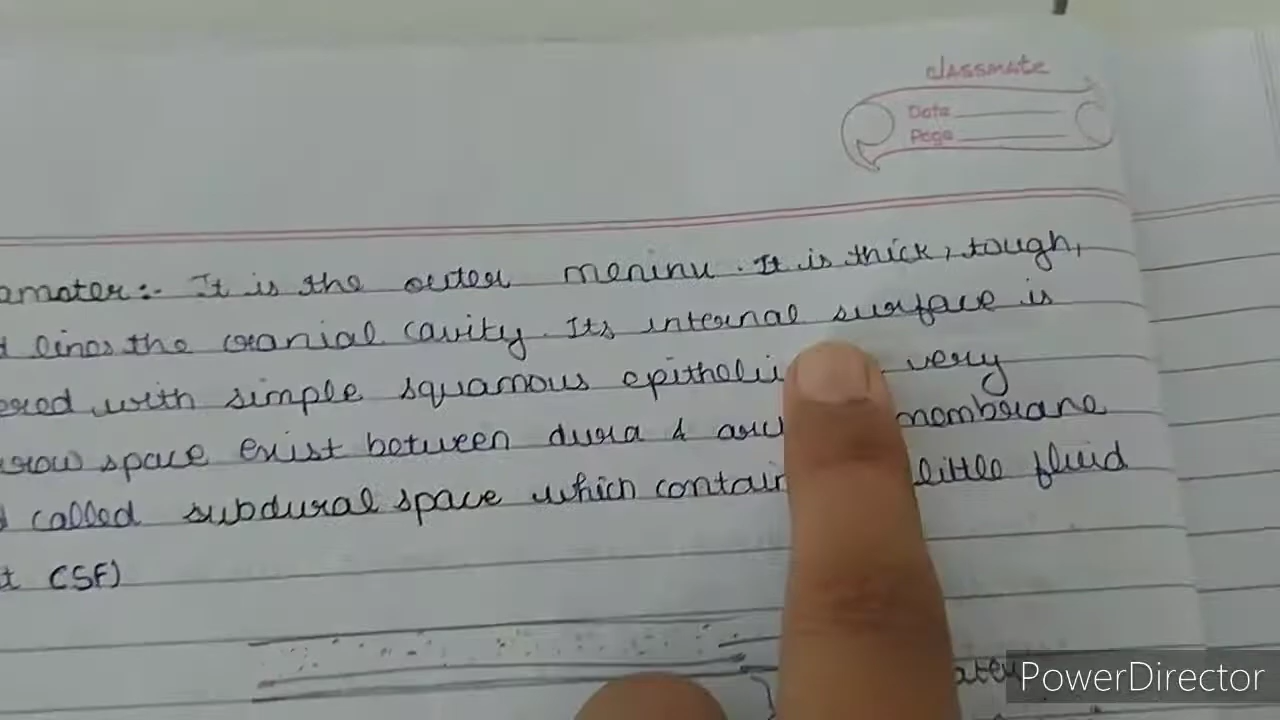 classmate
Date
Page
amater:- It is the outer meninu. It is thick, tough,
lines the cranial cavity. Its internal surface is
ered with simple squamous epitheli very
row space exist between dura & membrane
called subdural space which contain little fluid
t CSF)
PowerDirector